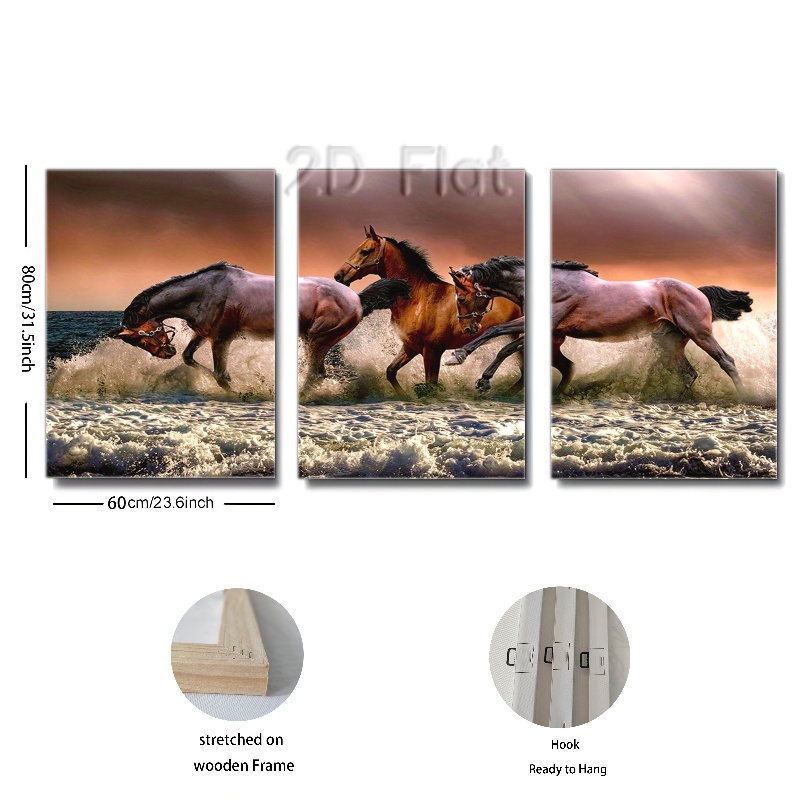 2D Flat
80cm/31.5inch
60cm/23.6inch
stretched on
wooden Frame
Hook
Ready to Hang